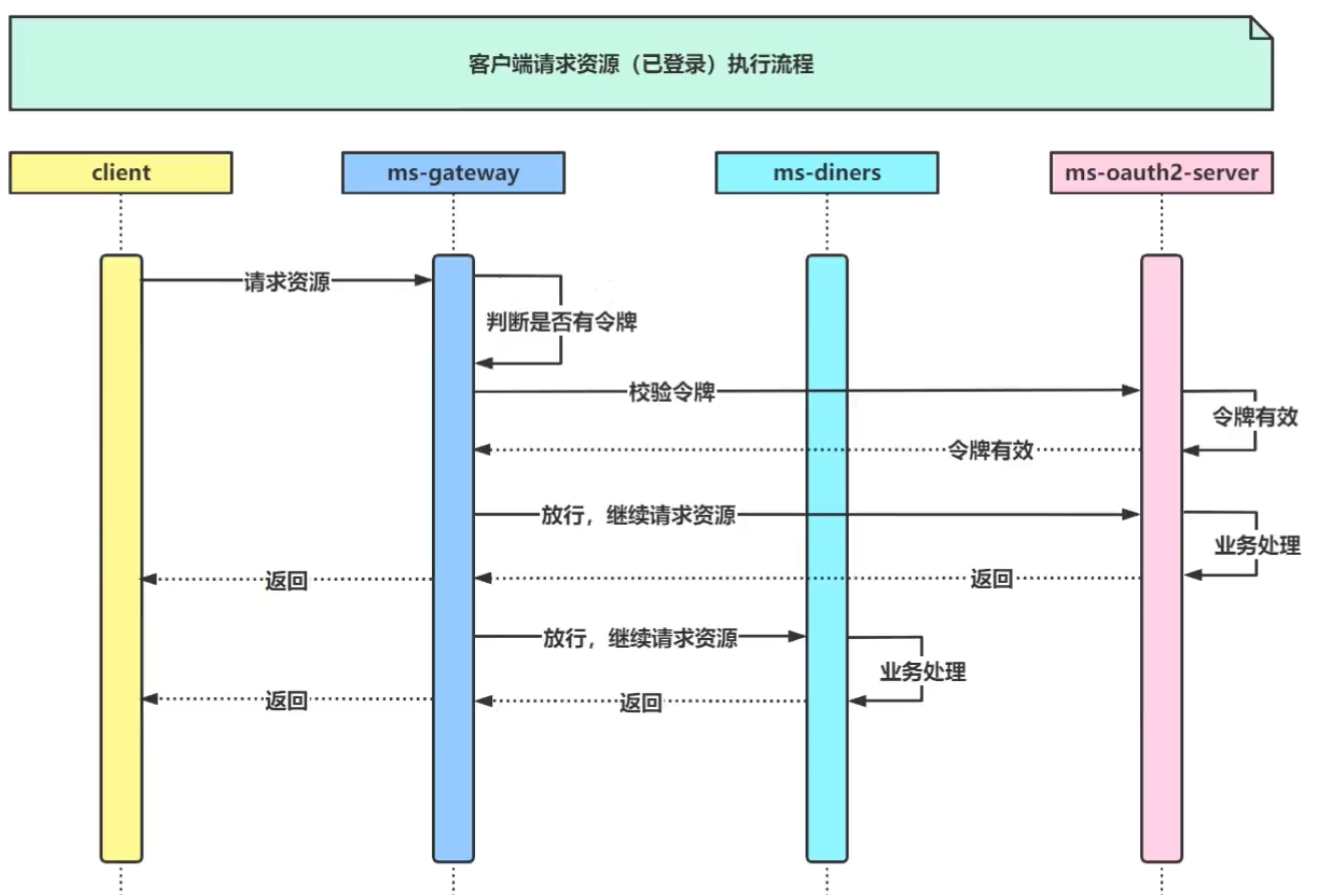 客户端请求资源（已登录）执行流程
client
ms-gateway
ms-diners
ms-oauth2-server
请求资源
判断是否有令牌
校验令牌
令牌有效
令牌有效
放行，继续请求资源
业务处理
返回
返回
放行，继续请求资源
业务处理
返回
返回